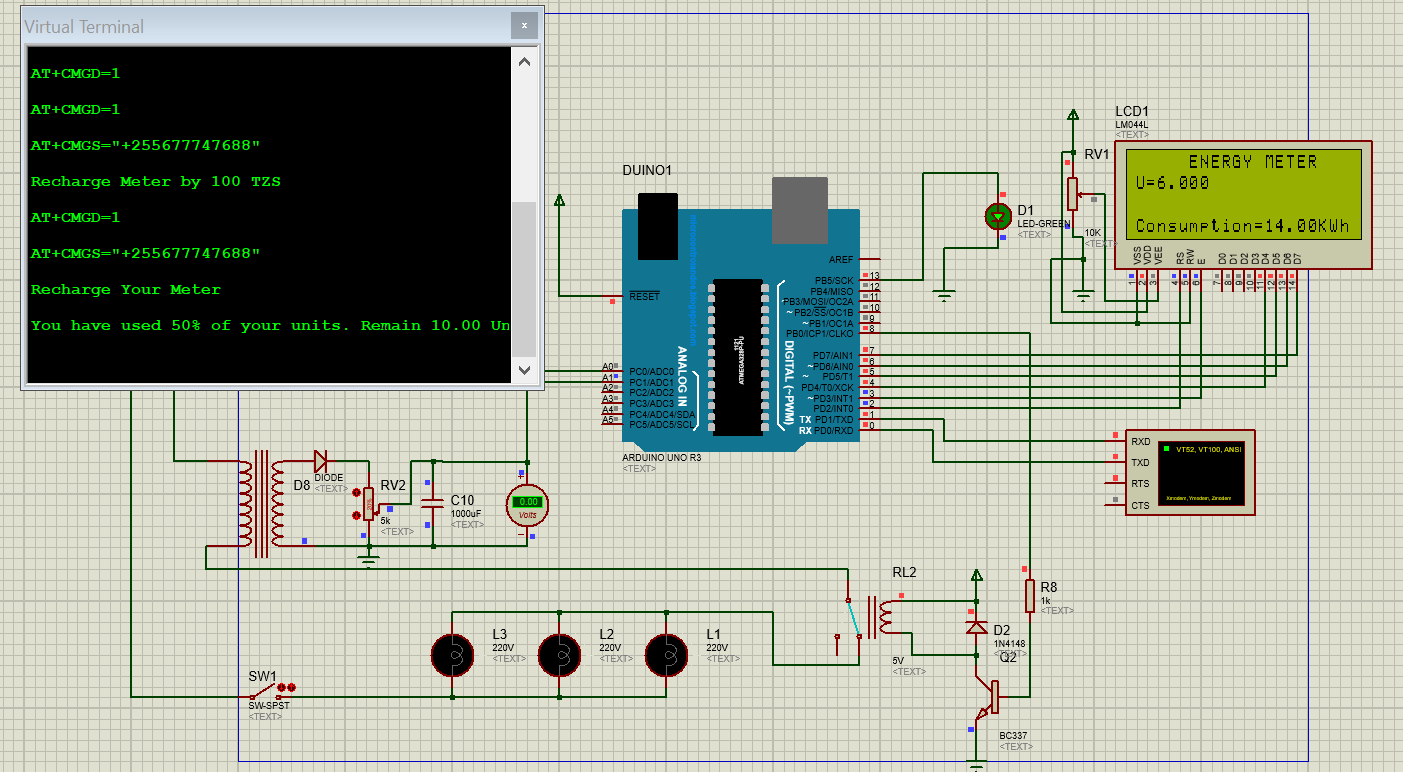 Virtual Terminal
x
AT+CMGD=1
AT+CMGD=1
AT+CMGS="+255677747688"
Recharge Meter by 100 TZS
AT+CMGD=1
AT+CMGS="+255677747688"
Recharge Your Meter
You have used 50% of your units. Remain 10.00 Un
DUINO1
RESET
AREF
PB5/SCK 13
PB4/MISO 12
PB3/MOSI/OC2A 11
~PB2/SS/OC1B 10
~PB1/OC1A 9
PB0/ICP1/CLKO 8
PD7/AIN1 7
~PD6/AIN0 6
~PD5/T1 5
PD4/T0/XCK 4
~PD3/INT1 3
PD2/INT0 2
TX PD1/TXD 1
RX PD0/RXD 0
A0 PC0/ADC0
A1 PC1/ADC1
A2 PC2/ADC2
A3 PC3/ADC3
A4 PC4/ADC4/SDA
A5 PC5/ADC5/SCL
ANALOG IN
DIGITAL (~PWM)
ATMEGA328P-PU
1121
ARDUINO UNO R3
<TEXT>
D1
LED-GREEN
<TEXT>
RV1
10K
<TEXT>
LCD1
LM044L
<TEXT>
ENERGY METER
U=6.000
Consumption=14.00KWh
VSS VDD VEE RS RW E D0 D1 D2 D3 D4 D5 D6 D7
1 2 3 4 5 6 7 8 9 10 11 12 13 14
RXD
TXD
RTS
CTS
VT52, VT100, ANSI
Xmodem, Ymodem, Zmodem
D8
DIODE
<TEXT>
RV2
5k
<TEXT>
C10
1000uF
<TEXT>
+
0.00
Volts
RL2
5V
<TEXT>
R8
1k
<TEXT>
D2
1N4148
<TEXT>
Q2
BC337
<TEXT>
L3
220V
<TEXT>
L2
220V
<TEXT>
L1
220V
<TEXT>
SW1
SW-SPST
<TEXT>